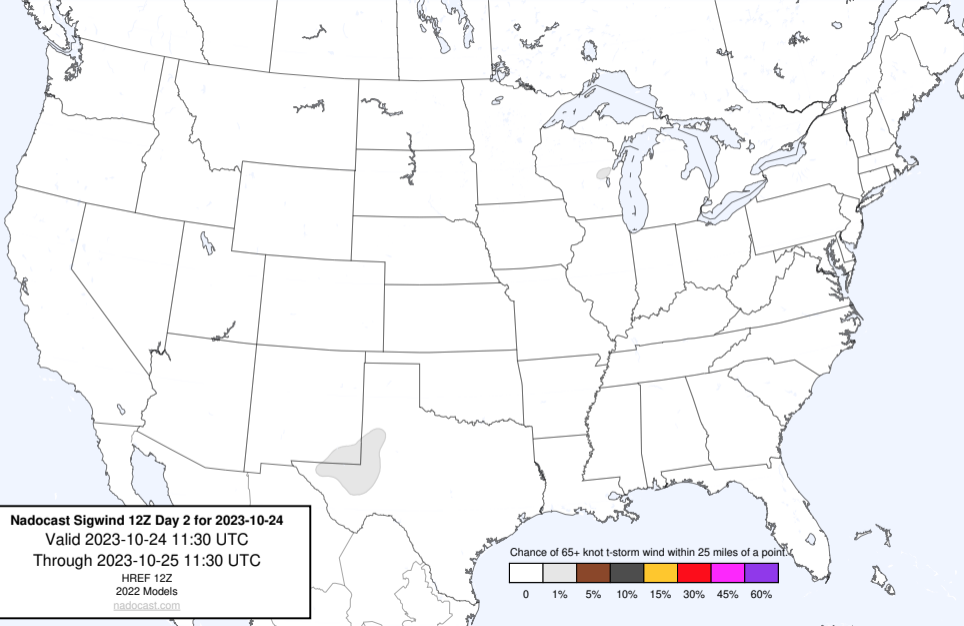 Nadocast Sigwind 12Z Day 2 for 2023-10-24
Valid 2023-10-24 11:30 UTC
Through 2023-10-25 11:30 UTC
HREF 12Z
2022 Models
nadocast.com
Chance of 65+ knot t-storm wind within 25 miles of a point.
0 1% 5% 10% 15% 30% 45% 60%